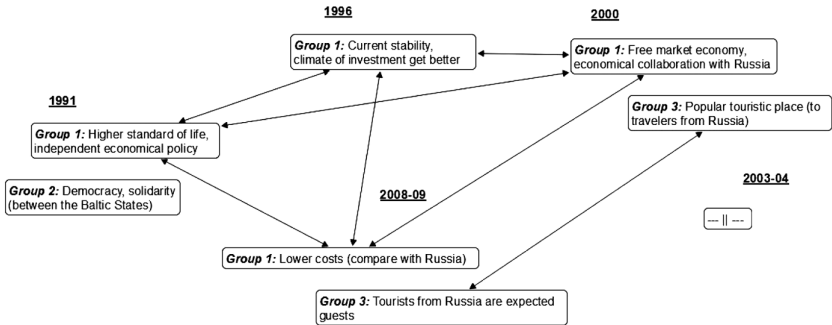 1996
Group 1: Current stability,
climate of investment get better
2000
Group 1: Free market economy,
economical collaboration with Russia
Group 3: Popular touristic place (to
travelers from Russia)
1991
Group 1: Higher standard of life,
independent economical policy
Group 2: Democracy, solidarity
(between the Baltic States)
2008-09
Group 1: Lower costs (compare with Russia)
Group 3: Tourists from Russia are expected
guests
2003-04
--- || ---